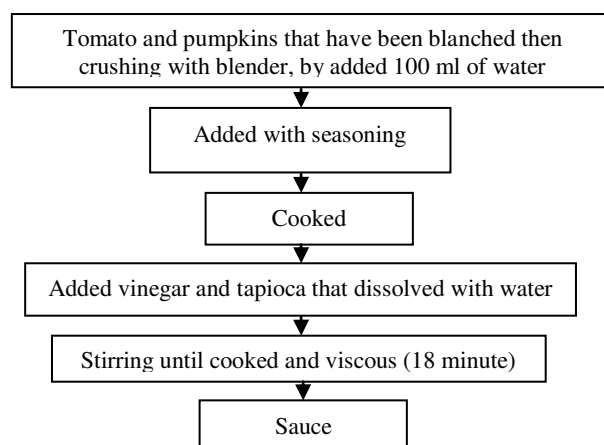 Tomato and pumpkins that have been blanched then
crushing with blender, by added 100 ml of water
Added with seasoning
Cooked
Added vinegar and tapioca that dissolved with water
Stirring until cooked and viscous (18 minute)
Sauce